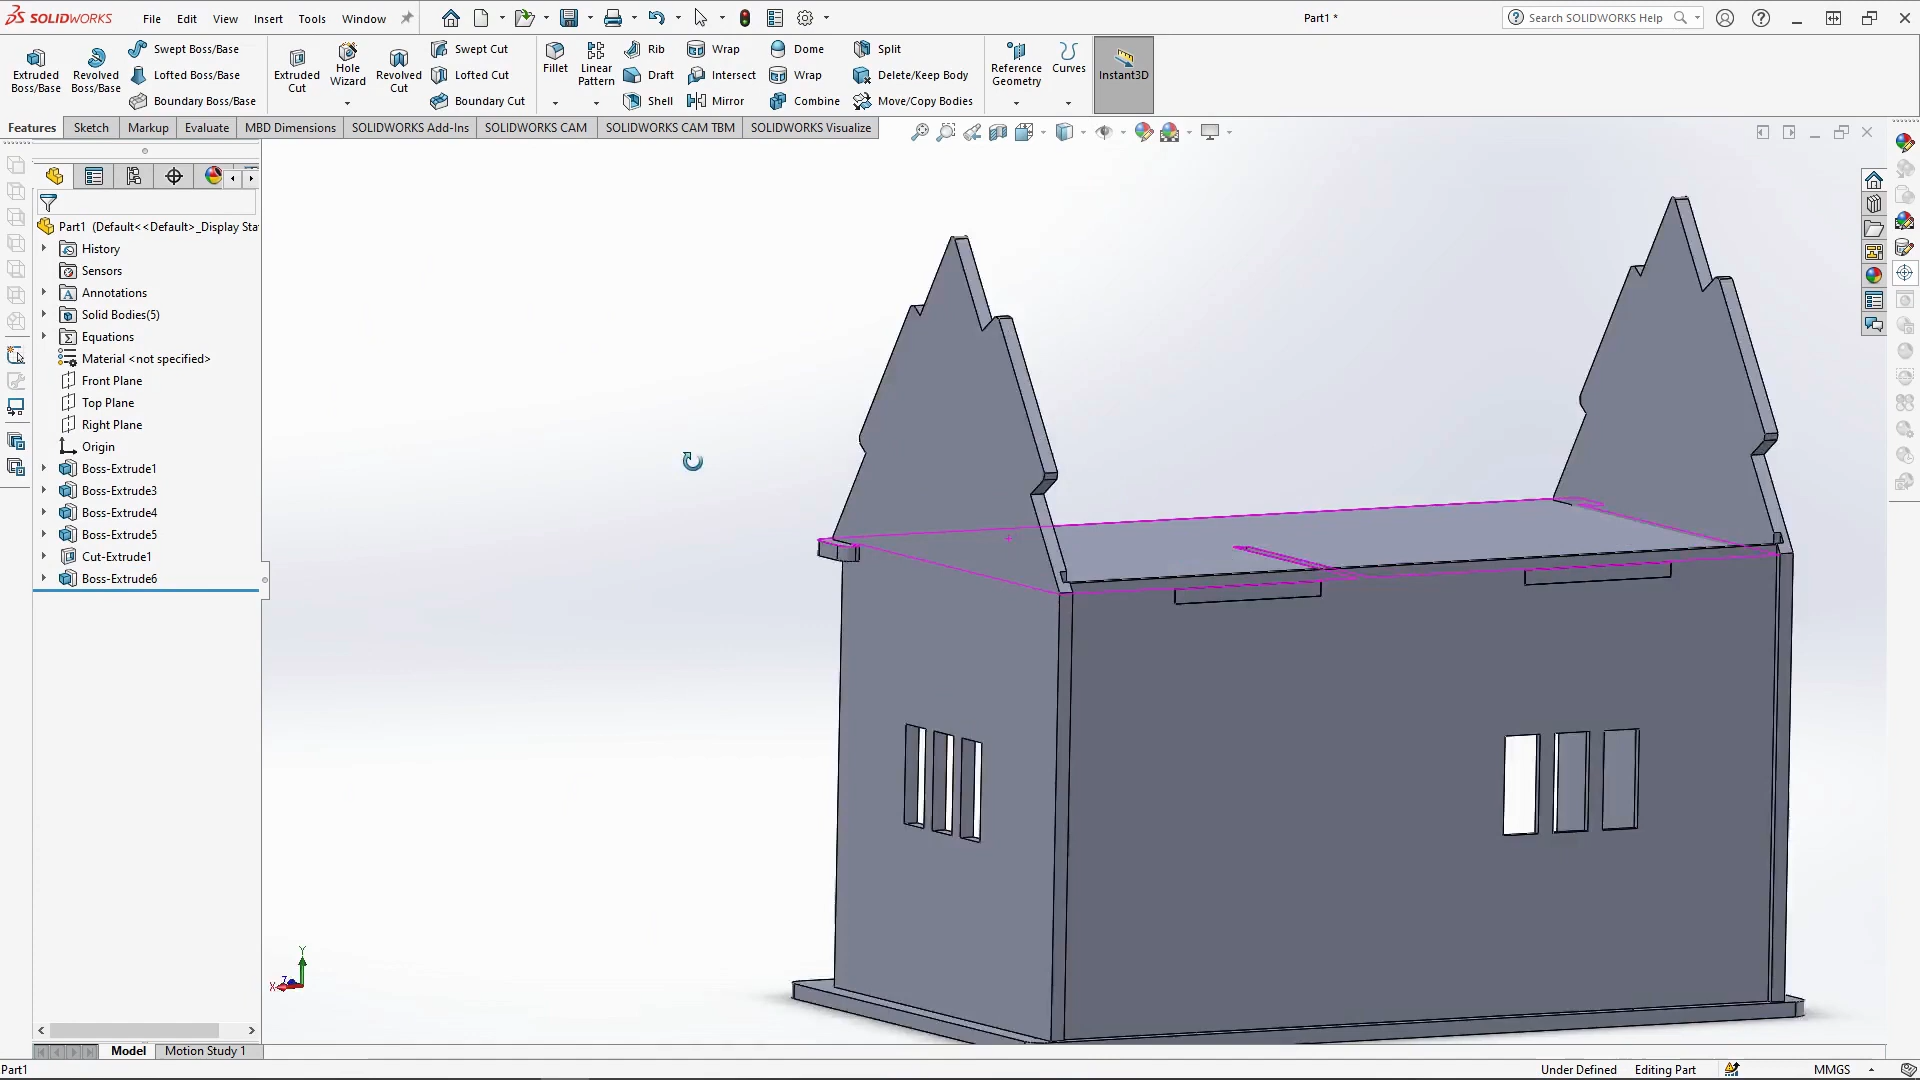 SOLIDWORKS File Edit View Insert Tools Window Part1 * Search SOLIDWORKS Help
Extruded Boss/Base
Revolved Boss/Base
Swept Boss/Base
Lofted Boss/Base
Boundary Boss/Base
Extruded Cut
Hole Wizard
Revolved Cut
Swept Cut
Lofted Cut
Boundary Cut
Fillet
Linear Pattern
Rib
Draft
Shell
Wrap
Intersect
Mirror
Dome
Wrap
Combine
Split
Delete/Keep Body
Move/Copy Bodies
Reference Geometry
Curves
Instant3D
Features Sketch Markup Evaluate MBD Dimensions SOLIDWORKS Add-Ins SOLIDWORKS CAM SOLIDWORKS CAM TBM SOLIDWORKS Visualize
Part1 (Default<<Default>_Display Sta
History
Sensors
Annotations
Solid Bodies(5)
Equations
Material <not specified>
Front Plane
Top Plane
Right Plane
Origin
Boss-Extrude1
Boss-Extrude3
Boss-Extrude4
Boss-Extrude5
Cut-Extrude1
Boss-Extrude6
Y
Z
X
Model Motion Study 1
Part1 Under Defined Editing Part MMGS